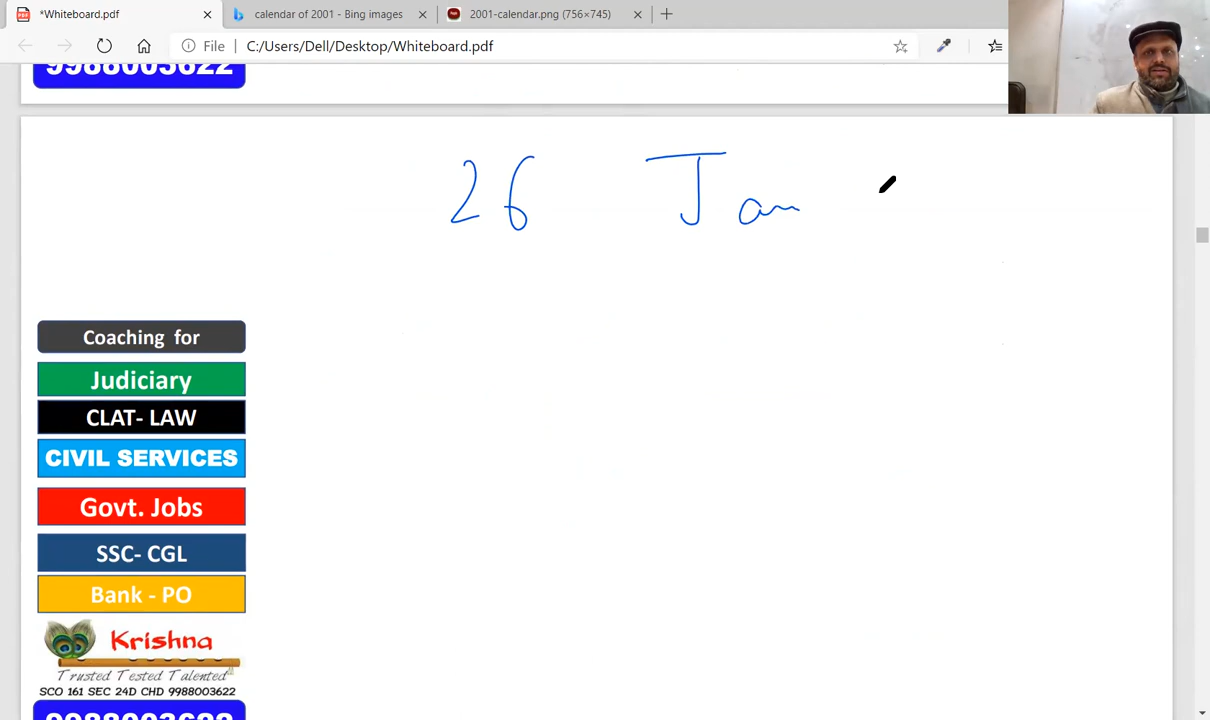 *Whiteboard.pdf
calendar of 2001 - Bing images
2001-calendar.png (756×745)
File
C:/Users/Dell/Desktop/Whiteboard.pdf
9988003622
26 Jan
Coaching for
Judiciary
CLAT- LAW
CIVIL SERVICES
Govt. Jobs
SSC- CGL
Bank - PO
Krishna
Trusted Tested Talented
SCO 161 SEC 24D CHD 9988003622
9988003622